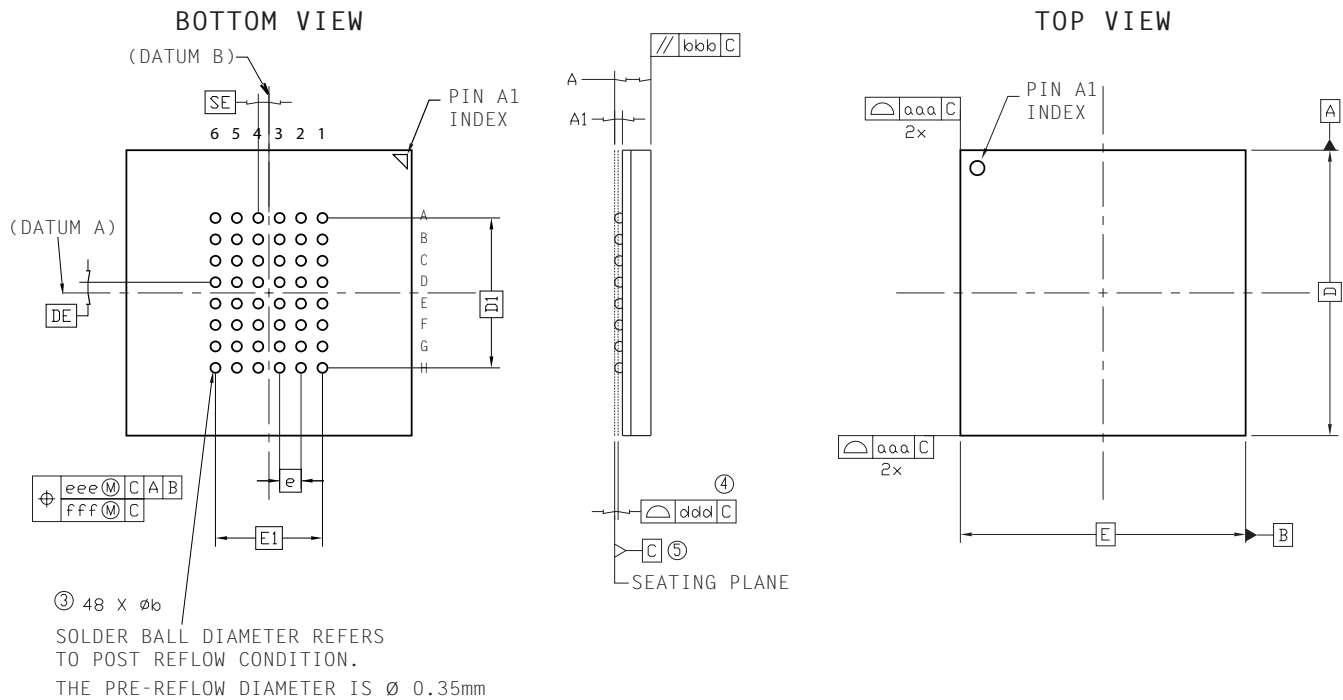 BOTTOM VIEW
(DATUM B)
SE
PIN A1
INDEX
6 5 4 3 2 1
(DATUM A)
DE
A
B
C
D
E
F
G
H
D1
e
⌖ eee Ⓜ C A B
fff Ⓜ C
E1
③ 48 X Øb
SOLDER BALL DIAMETER REFERS
TO POST REFLOW CONDITION.
THE PRE-REFLOW DIAMETER IS Ø 0.35mm
// bbb C
A
A1
④
⌓ ddd C
C ⑤
SEATING PLANE
TOP VIEW
⌓ aaa C
2x
PIN A1
INDEX
A
D
⌓ aaa C
2x
E
B